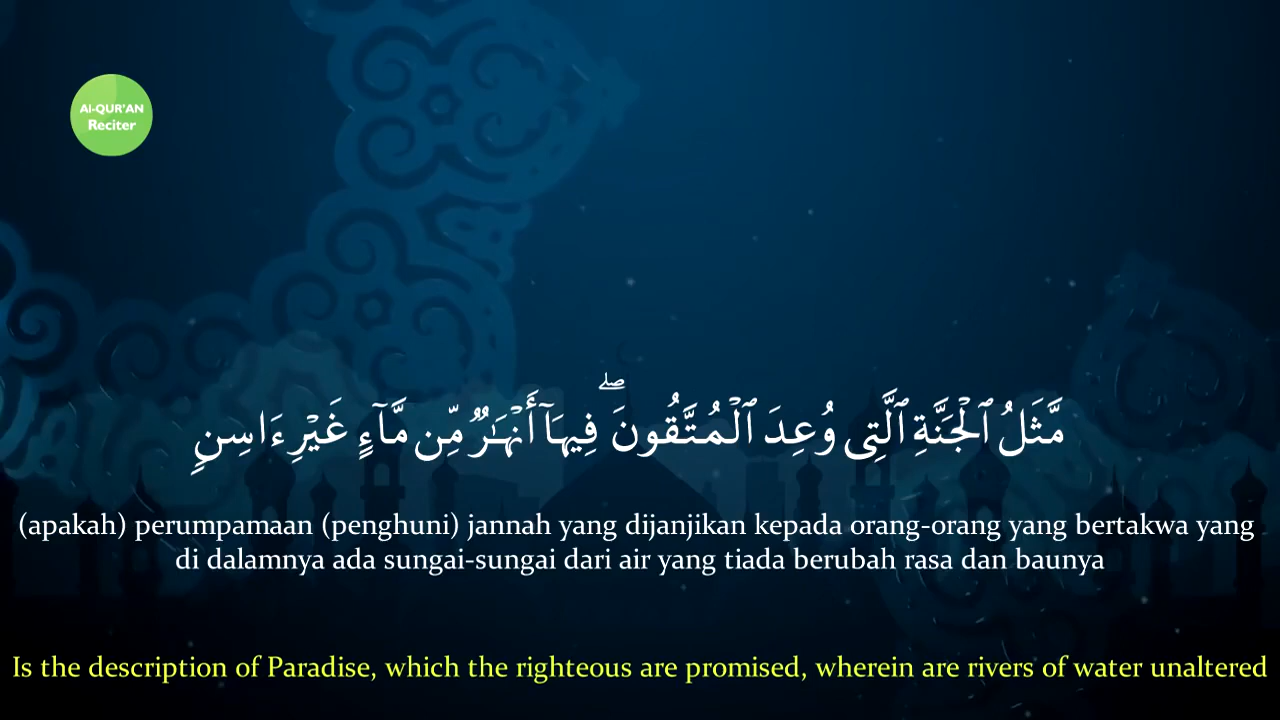 Al-QUR'AN
Reciter
مَّثَلُ ٱلْجَنَّةِ ٱلَّتِى وُعِدَ ٱلْمُتَّقُونَ ۖ فِيهَآ أَنْهَـٰرٌ مِّن مَّآءٍ غَيْرِ ءَاسِنٍ
(apakah) perumpamaan (penghuni) jannah yang dijanjikan kepada orang-orang yang bertakwa yang
di dalamnya ada sungai-sungai dari air yang tiada berubah rasa dan baunya
Is the description of Paradise, which the righteous are promised, wherein are rivers of water unaltered